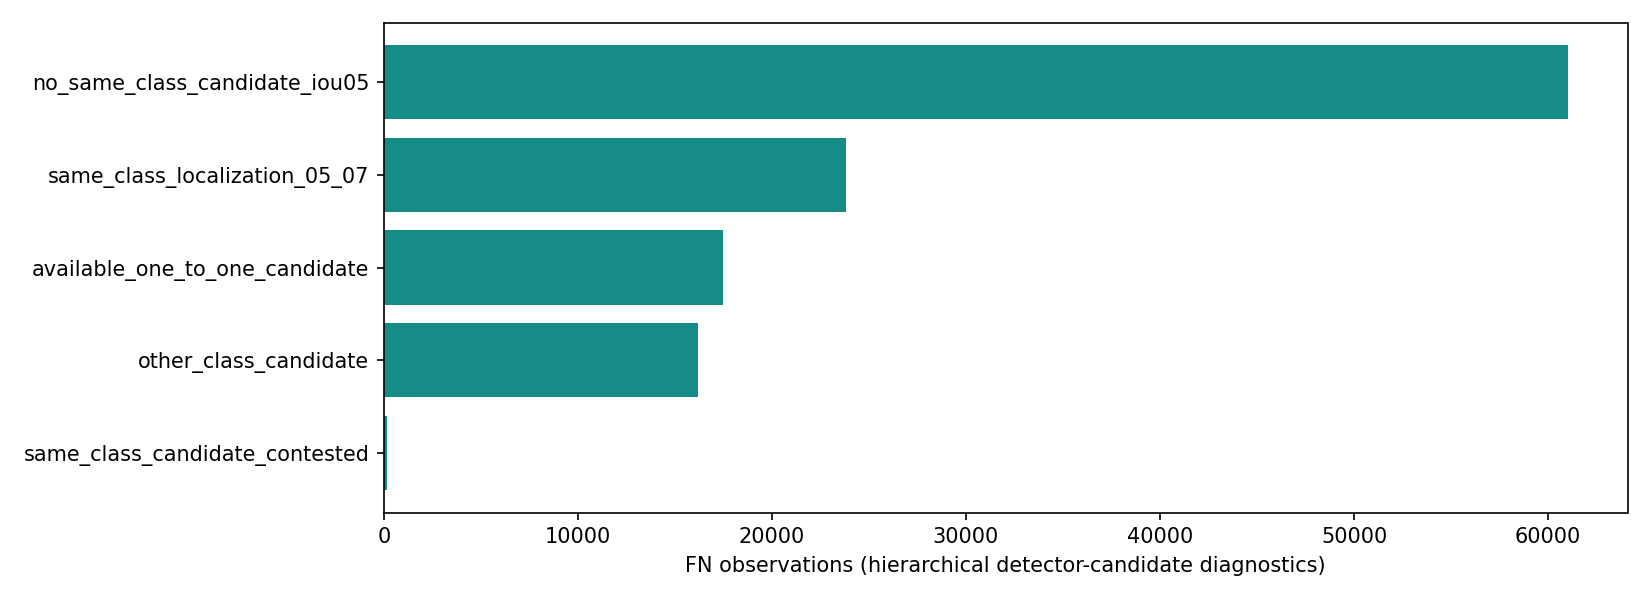 no_same_class_candidate_iou05
same_class_localization_05_07
available_one_to_one_candidate
other_class_candidate
same_class_candidate_contested
0 10000 20000 30000 40000 50000 60000
FN observations (hierarchical detector-candidate diagnostics)